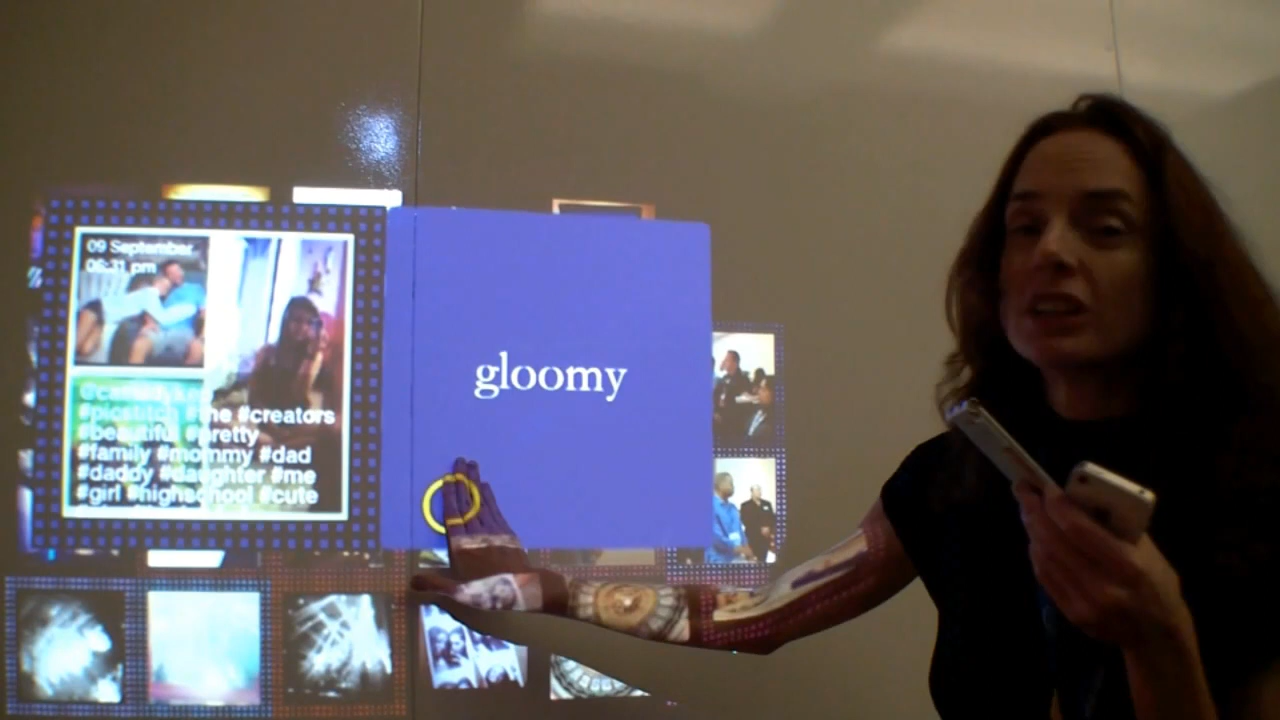 09 September
06:31 pm
#picstitch #the #creators
#beautiful #pretty
#family #mommy #dad
#daddy #daughter #me
#girl #highschool #cute
gloomy